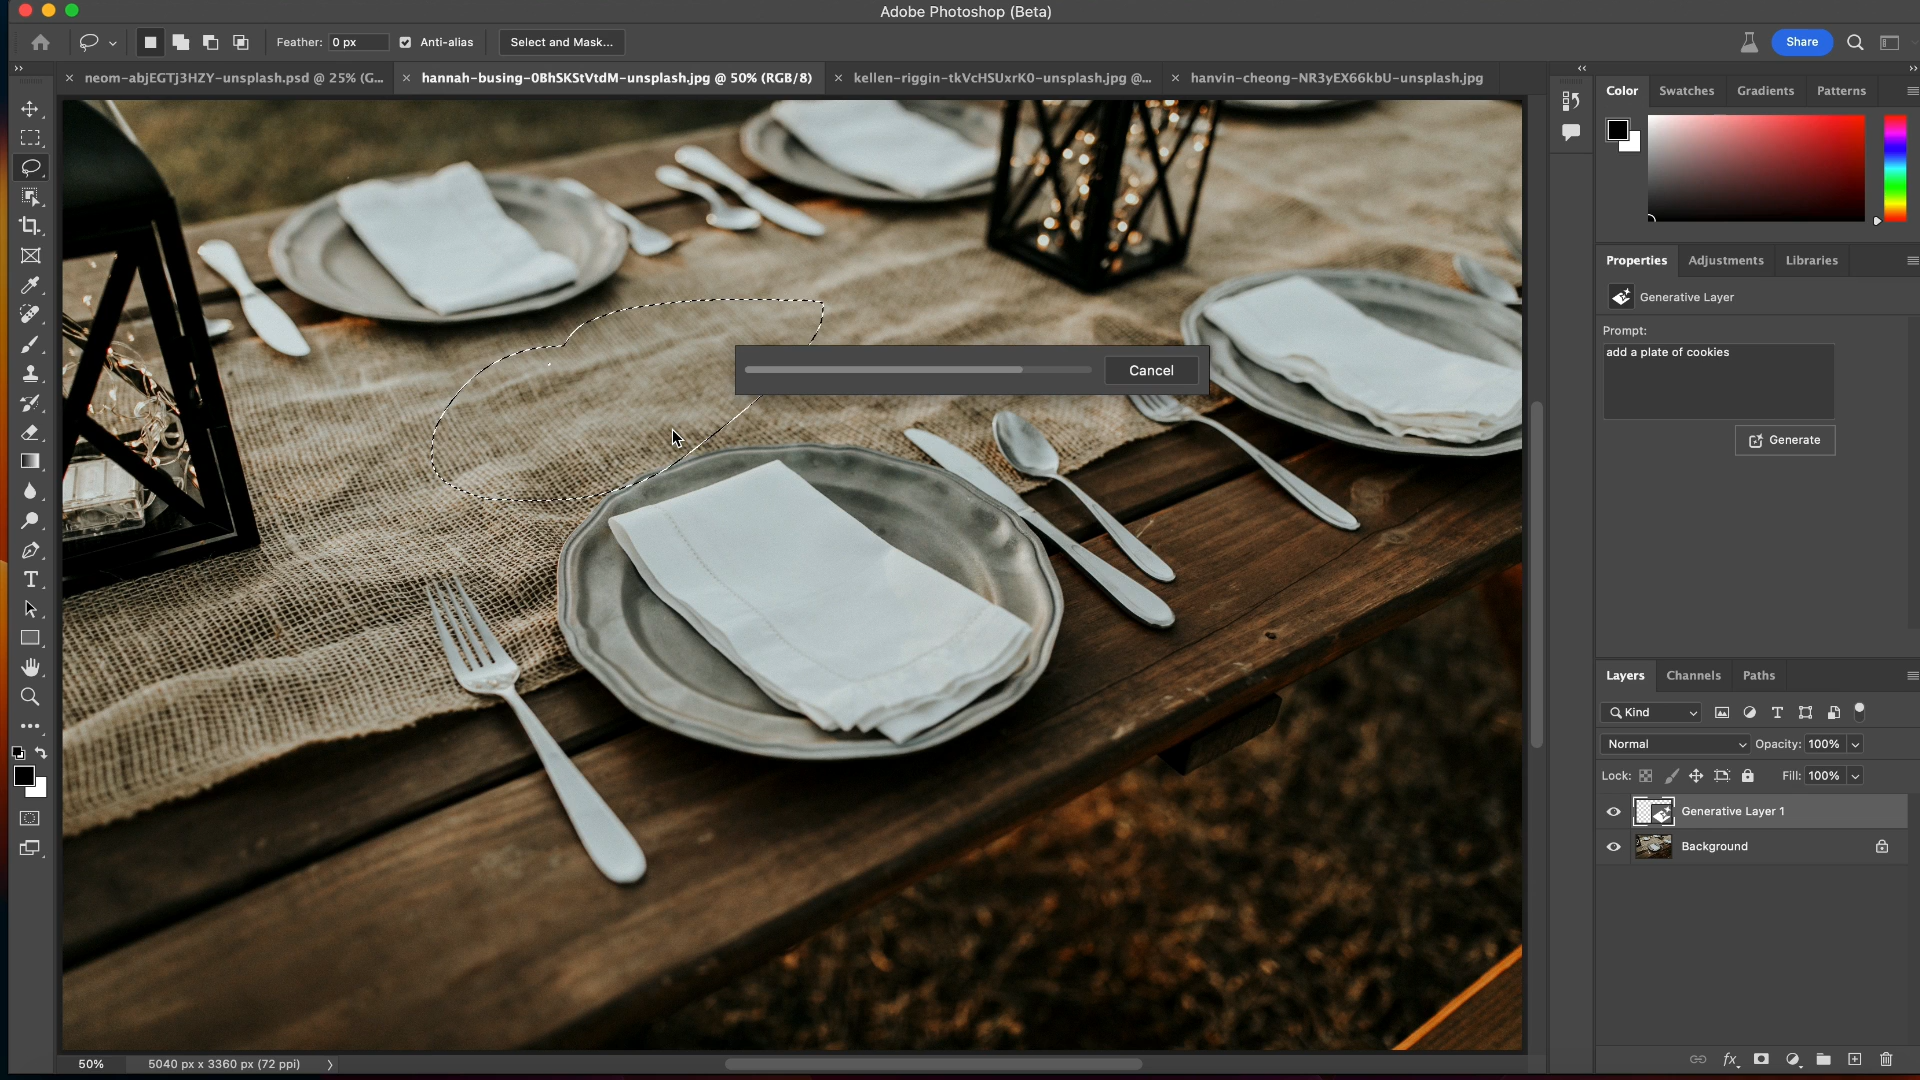 Adobe Photoshop (Beta)
Feather: 0 px Anti-alias Select and Mask... Share
neom-abjEGTj3HZY-unsplash.psd @ 25% (G... hannah-busing-0BhSKStVtdM-unsplash.jpg @ 50% (RGB/8) kellen-riggin-tkVcHSUxrK0-unsplash.jpg @... hanvin-cheong-NR3yEX66kbU-unsplash.jpg
Color Swatches Gradients Patterns
Properties Adjustments Libraries
Generative Layer
Prompt:
add a plate of cookies
Cancel
Generate
Layers Channels Paths
Kind
Normal Opacity: 100%
Lock: Fill: 100%
Generative Layer 1
Background
50% 5040 px x 3360 px (72 ppi)